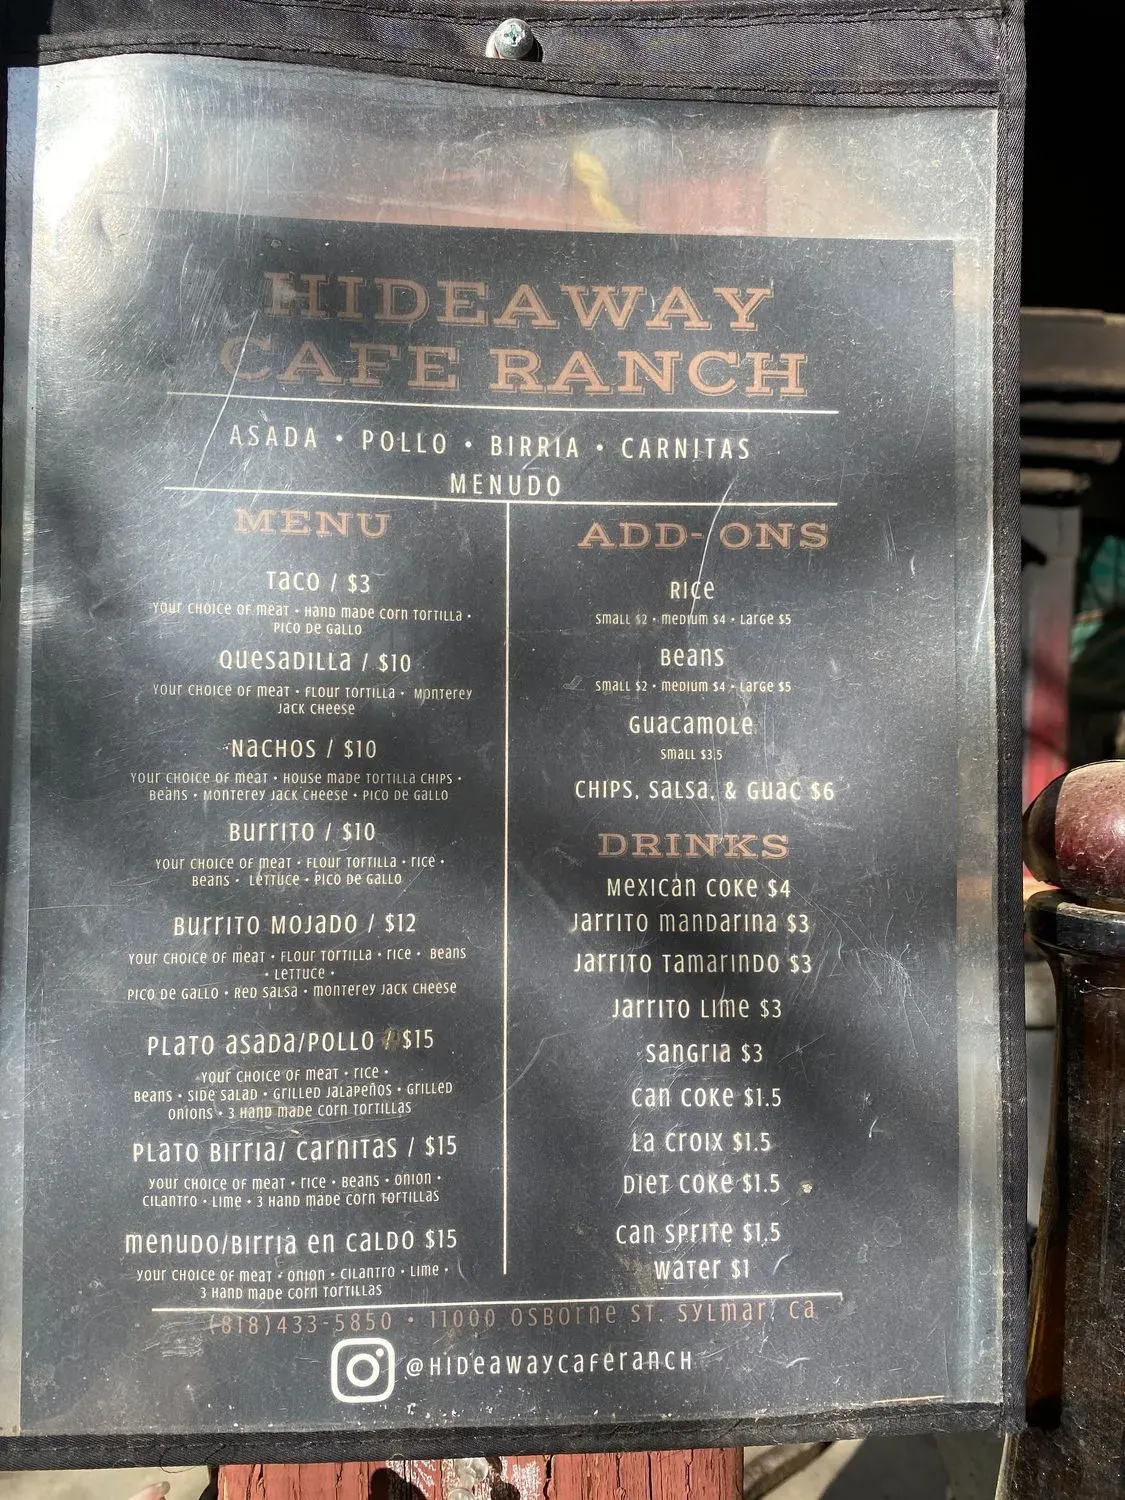 HIDEAWAY
CAFE RANCH
ASADA • POLLO • BIRRIA • CARNITAS
MENUDO
MENU
Taco / $3
Your choice of meat • Hand made corn tortilla •
Pico de gallo
Quesadilla / $10
Your choice of meat • Flour tortilla • Monterey
Jack cheese
Nachos / $10
Your choice of meat • House made tortilla chips •
Beans • Monterey Jack cheese • Pico de gallo
Burrito / $10
Your choice of meat • Flour tortilla • rice •
Beans • Lettuce • Pico de gallo
Burrito Mojado / $12
Your choice of meat • Flour tortilla • rice • Beans
• Lettuce •
Pico de gallo • Red salsa • Monterey Jack cheese
Plato asada/pollo / $15
Your choice of meat • rice •
Beans • side salad • grilled jalapeños • grilled
onions • 3 Hand made corn tortillas
Plato Birria/ Carnitas / $15
Your choice of meat • rice • beans • onion •
cilantro • Lime • 3 Hand made corn tortillas
Menudo/Birria en caldo $15
Your choice of meat • onion • cilantro • Lime •
3 Hand made corn tortillas
ADD- ONS
Rice
Small $2 • medium $4 • Large $5
Beans
Small $2 • medium $4 • Large $5
Guacamole
Small $3.5
Chips, Salsa, & Guac $6
DRINKS
Mexican Coke $4
Jarrito Mandarina $3
Jarrito Tamarindo $3
Jarrito Lime $3
Sangria $3
Can Coke $1.5
La Croix $1.5
Diet Coke $1.5
Can Sprite $1.5
Water $1
(818)433-5850 • 11000 Osborne St. Sylmar, Ca
@Hideawaycaferanch